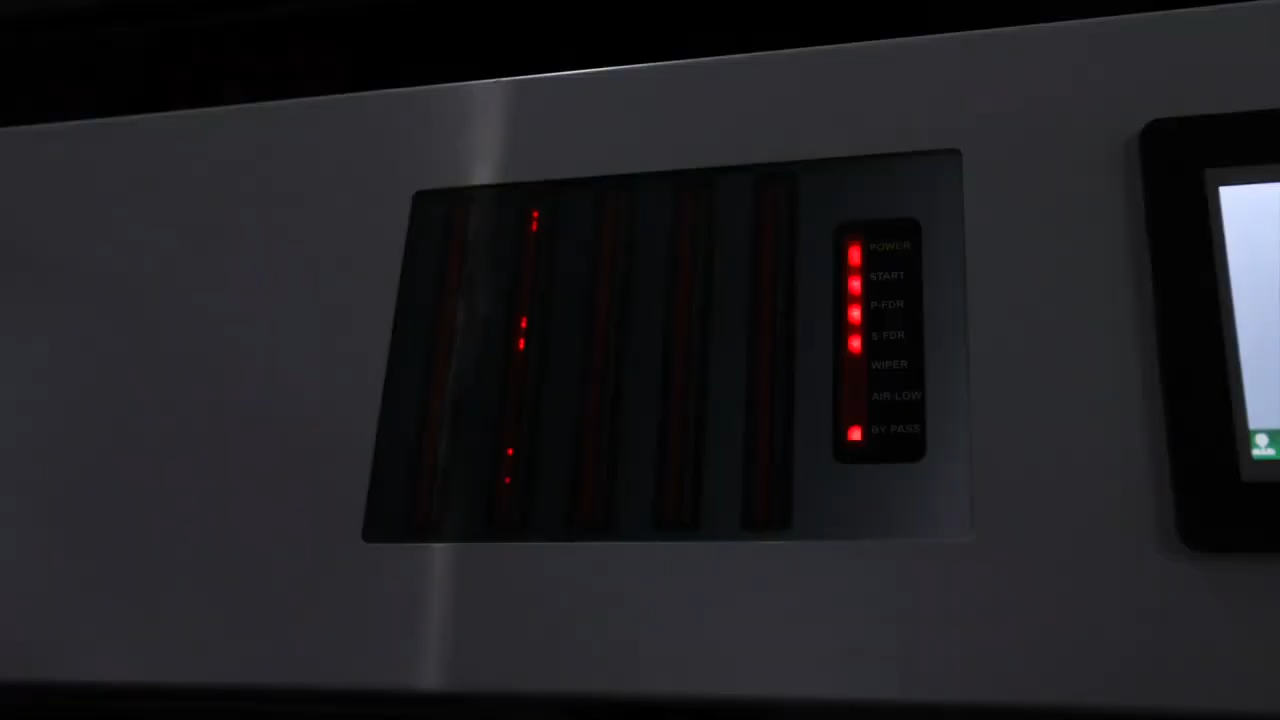 POWER
START
P-FDR
S-FDR
WIPER
AIR-LOW
BY PASS